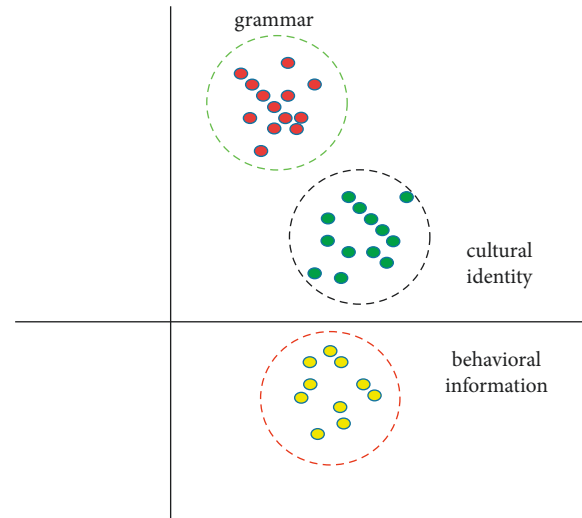 grammar
cultural
identity
behavioral
information